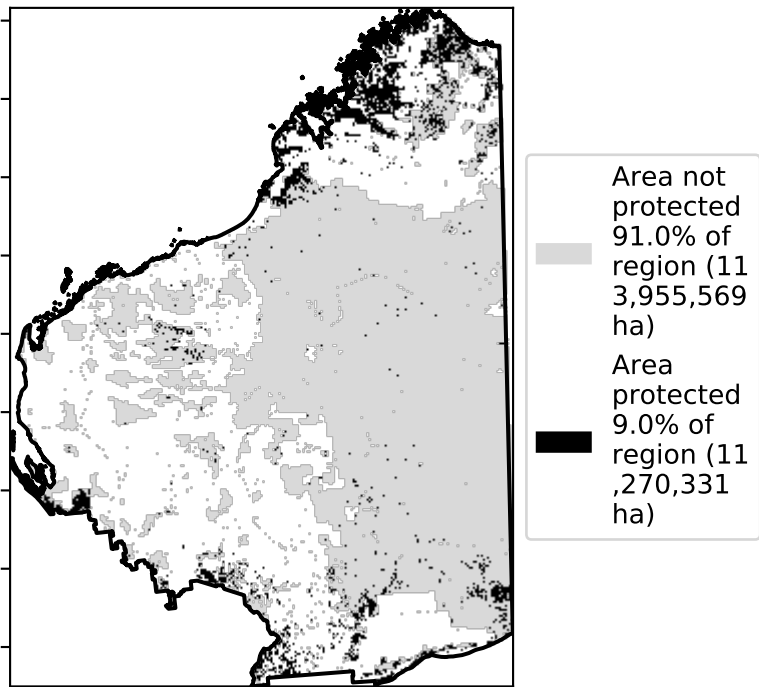 Area not
protected
91.0% of
region (11
3,955,569
ha)
Area
protected
9.0% of
region (11
,270,331
ha)